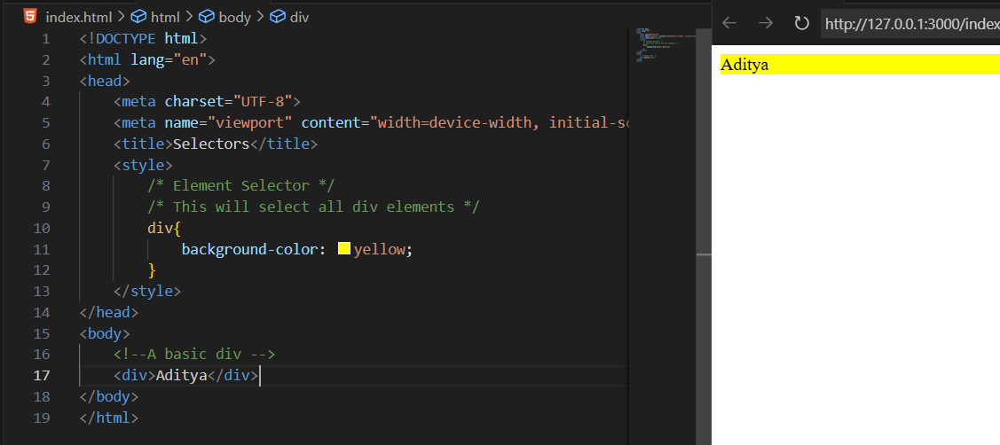 index.html > html > body > div
1 <!DOCTYPE html>
2 <html lang="en">
3 <head>
4 <meta charset="UTF-8">
5 <meta name="viewport" content="width=device-width, initial-sc
6 <title>Selectors</title>
7 <style>
8 /* Element Selector */
9 /* This will select all div elements */
10 div{
11 background-color: yellow;
12 }
13 </style>
14 </head>
15 <body>
16 <!--A basic div -->
17 <div>Aditya</div>
18 </body>
19 </html>
http://127.0.0.1:3000/index
Aditya